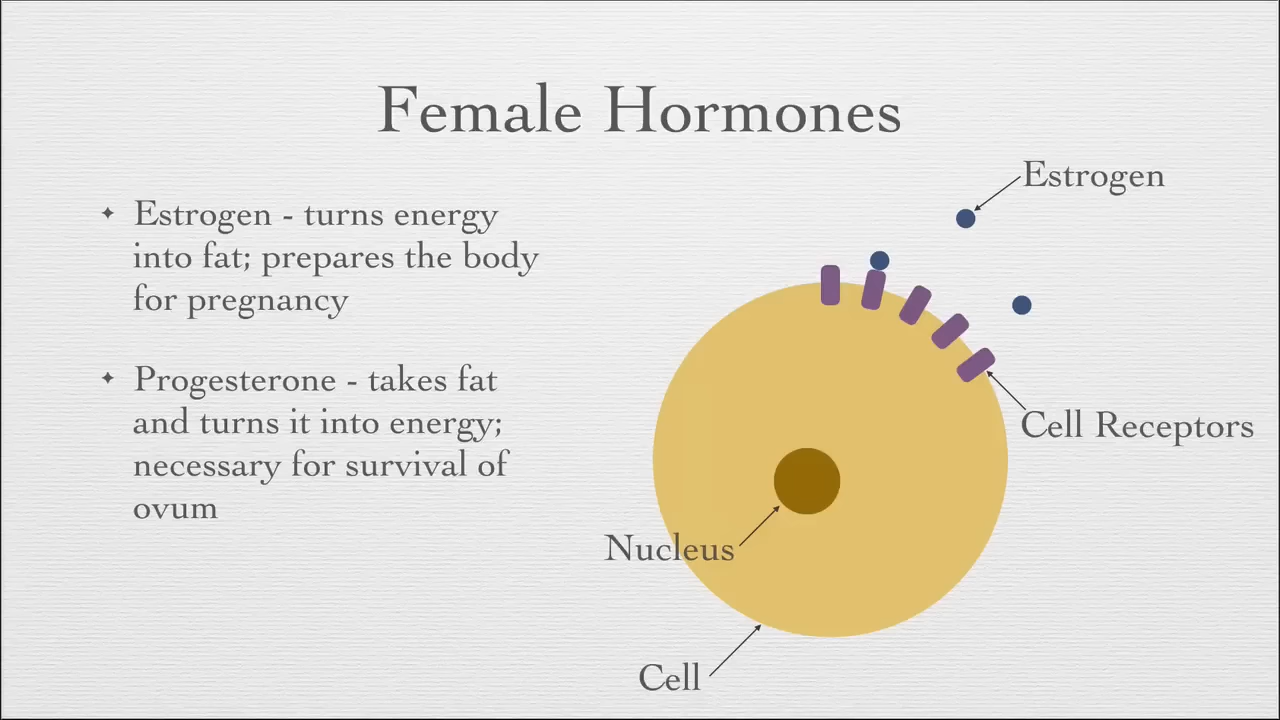 Female Hormones
Estrogen - turns energy
into fat; prepares the body
for pregnancy
Progesterone - takes fat
and turns it into energy;
necessary for survival of
ovum
Estrogen
Cell Receptors
Nucleus
Cell